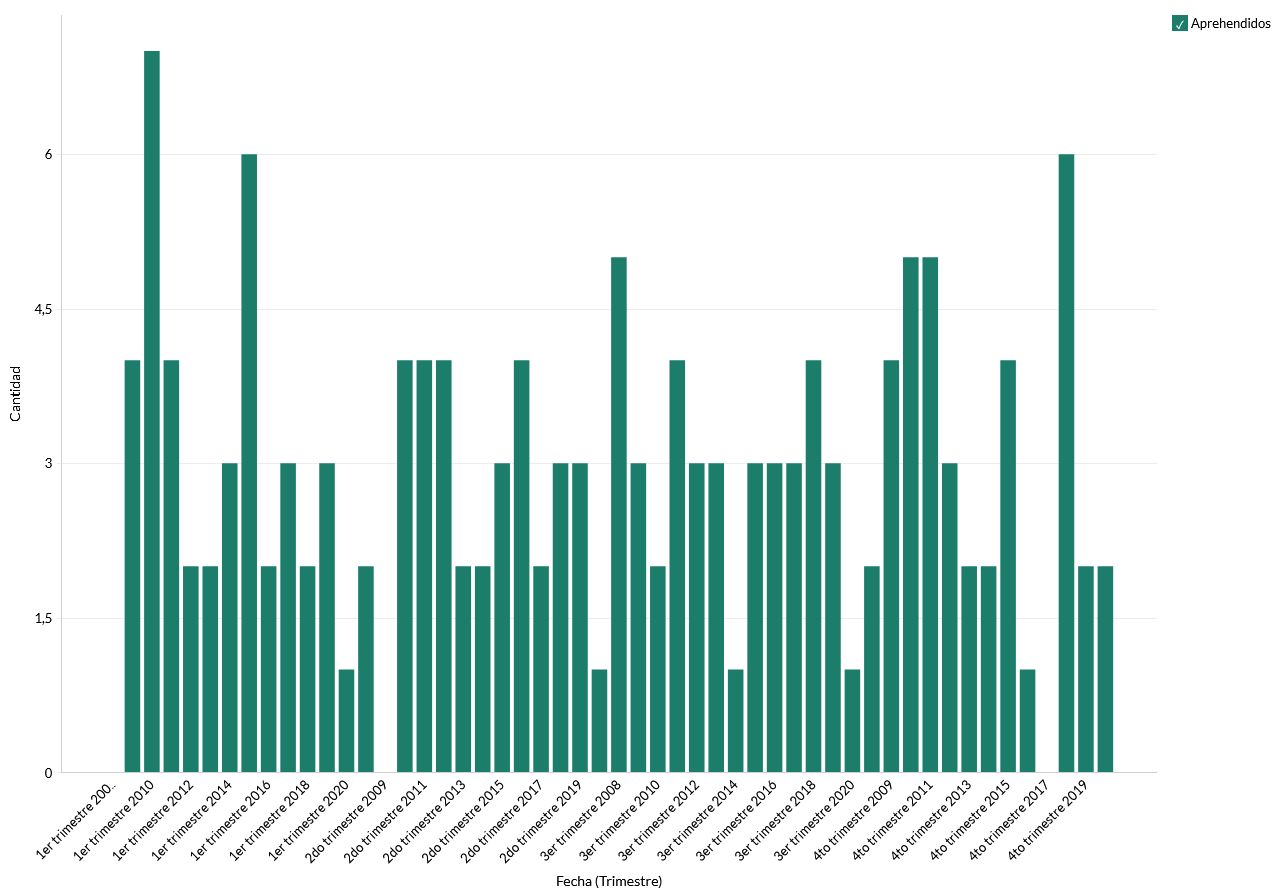 Aprehendidos
6
4,5
3
1,5
0
Cantidad
1er trimestre 200..
1er trimestre 2010
1er trimestre 2012
1er trimestre 2014
1er trimestre 2016
1er trimestre 2018
1er trimestre 2020
2do trimestre 2009
2do trimestre 2011
2do trimestre 2013
2do trimestre 2015
2do trimestre 2017
2do trimestre 2019
3er trimestre 2008
3er trimestre 2010
3er trimestre 2012
3er trimestre 2014
3er trimestre 2016
3er trimestre 2018
3er trimestre 2020
4to trimestre 2009
4to trimestre 2011
4to trimestre 2013
4to trimestre 2015
4to trimestre 2017
4to trimestre 2019
Fecha (Trimestre)